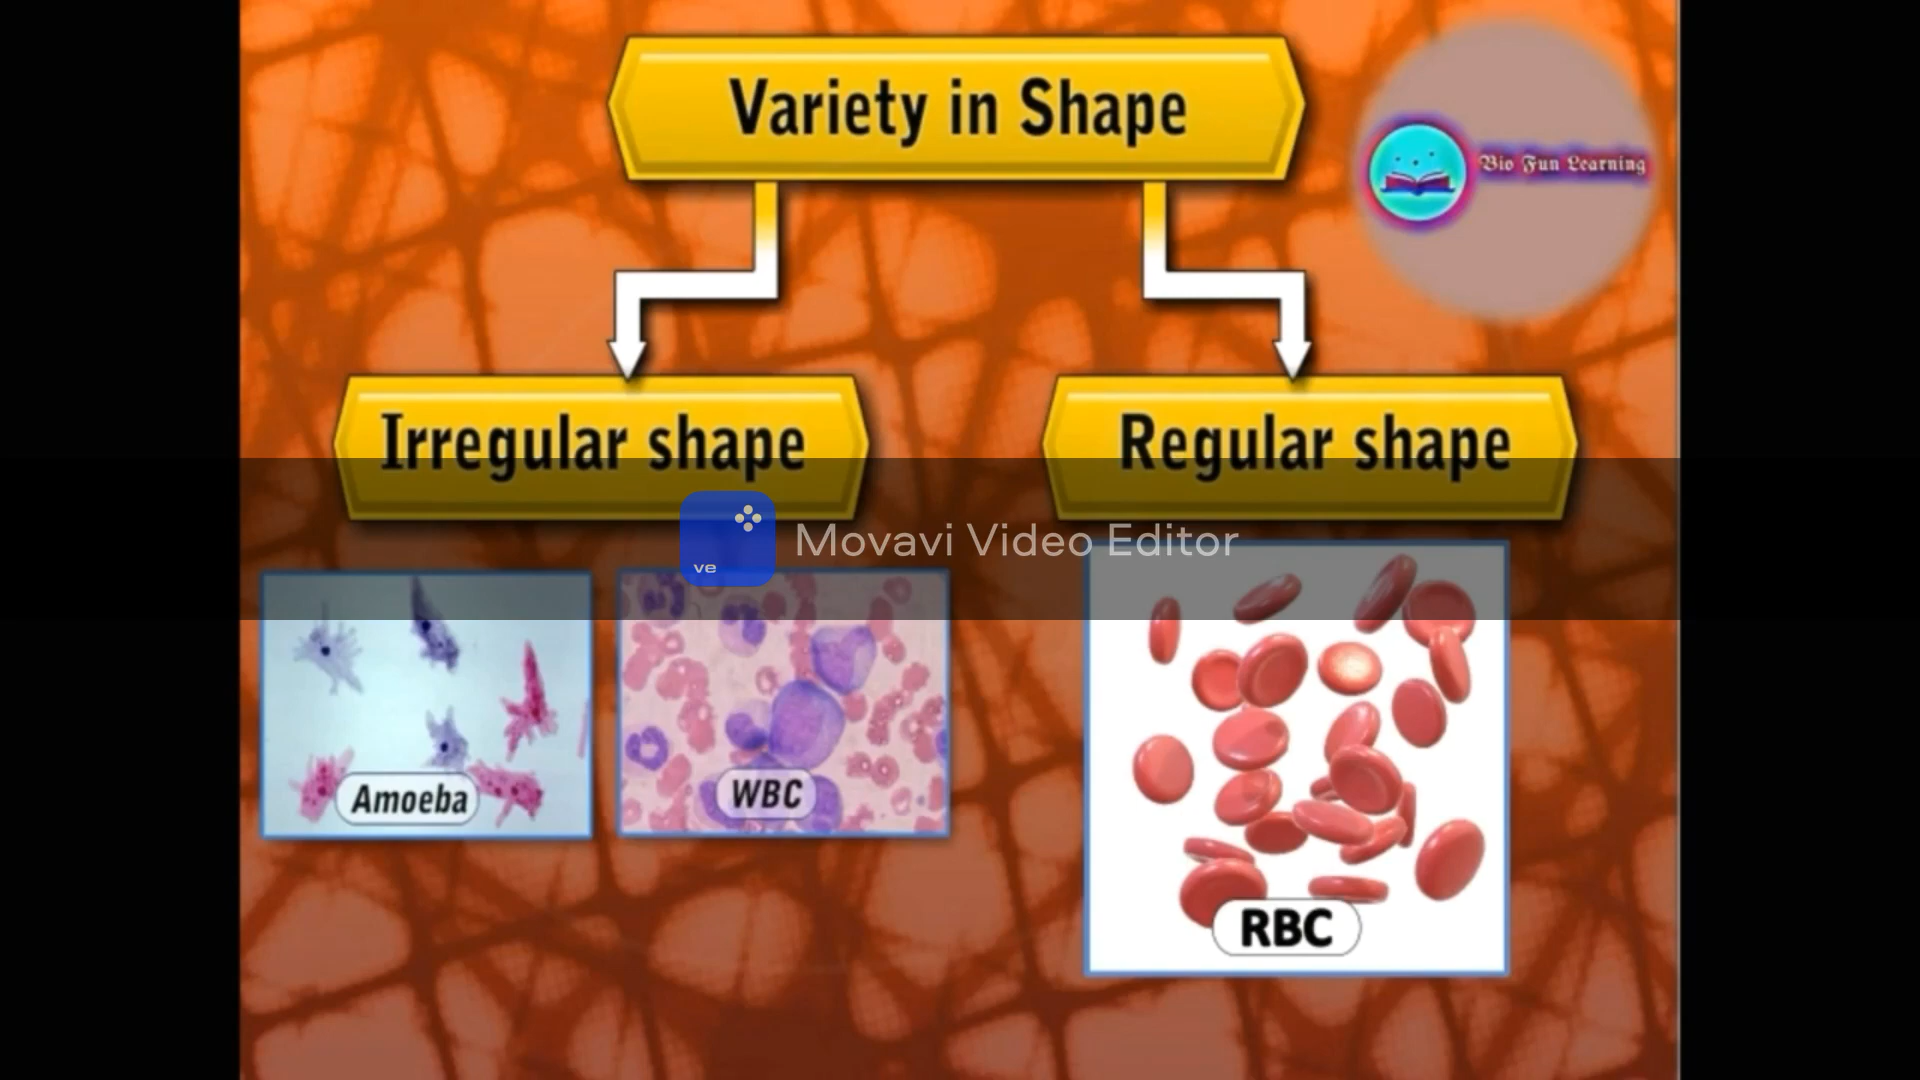 Variety in Shape
Bio Fun Learning
Irregular shape
Regular shape
ve
Movavi Video Editor
Amoeba
WBC
RBC